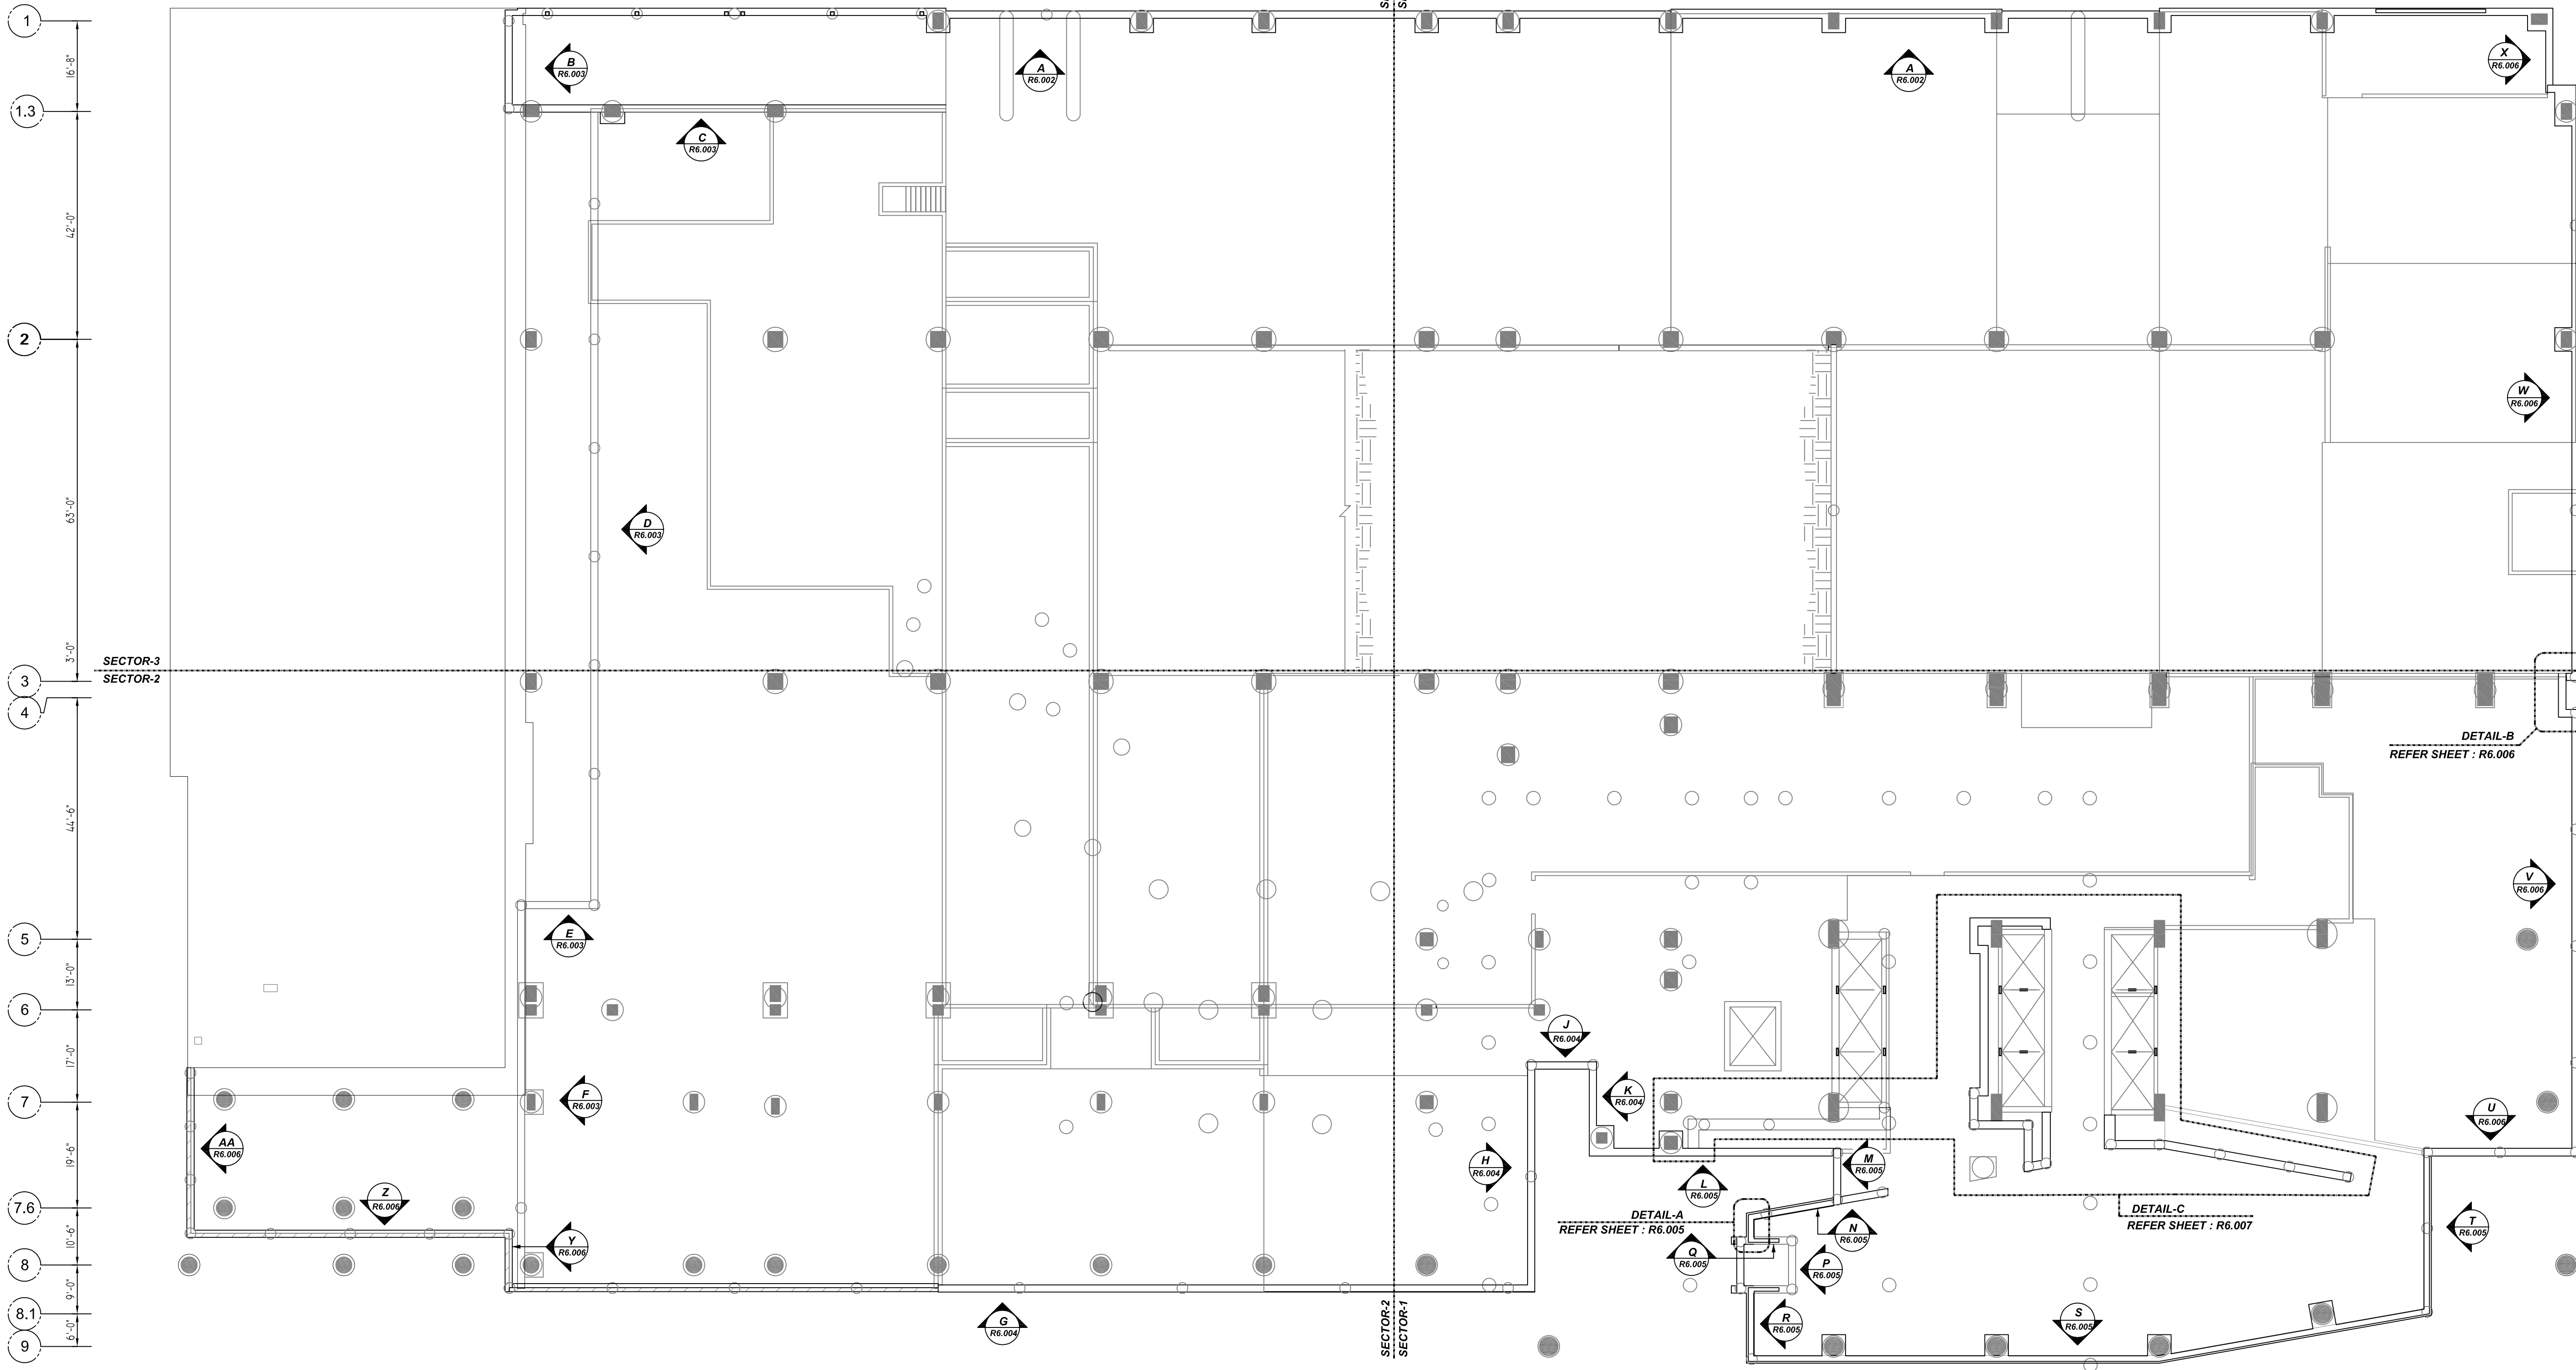 1
16'-8"
1.3
42'-0"
2
63'-0"
3'-0"
3
4
44'-6"
5
13'-0"
6
17'-0"
7
19'-6"
7.6
10'-6"
8
9'-0"
8.1
6'-0"
9
B
R6.003
A
R6.002
A
R6.002
X
R6.006
C
R6.003
W
R6.006
D
R6.003
SECTOR-3
SECTOR-2
DETAIL-B
REFER SHEET : R6.006
V
R6.006
E
R6.003
J
R6.004
F
R6.003
K
R6.004
U
R6.006
AA
R6.006
H
R6.004
M
R6.005
L
R6.005
Z
R6.006
DETAIL-A
REFER SHEET : R6.005
DETAIL-C
REFER SHEET : R6.007
N
R6.005
T
R6.005
Y
R6.006
Q
R6.005
P
R6.005
G
R6.004
R
R6.005
S
R6.005
SECTOR-2
SECTOR-1